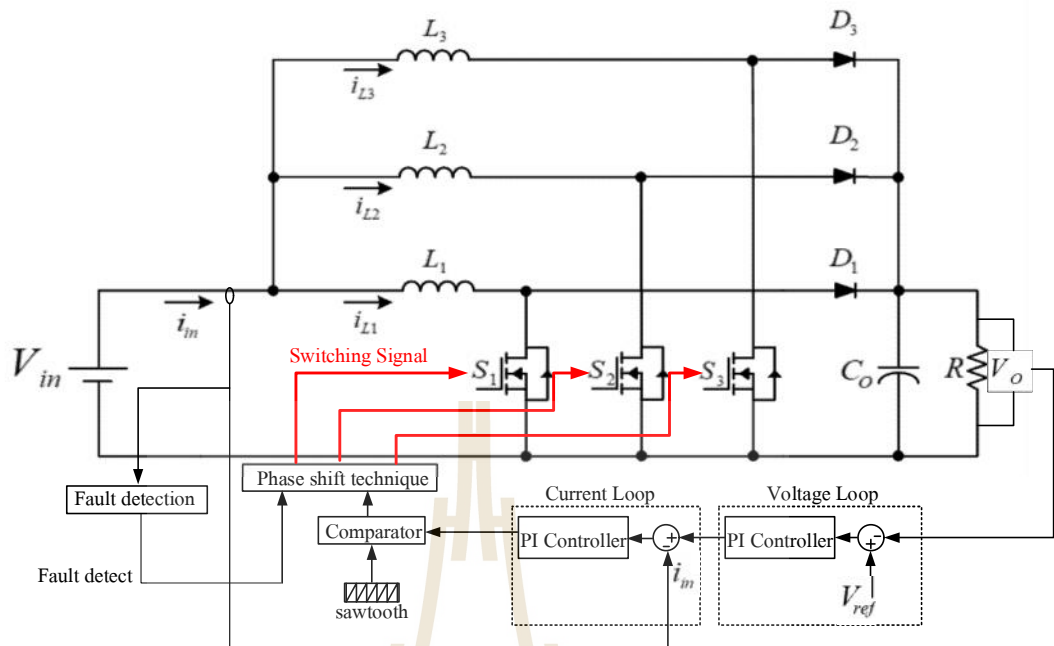 L3
D3
iL3
L2
D2
iL2
L1
D1
iin
iL1
Vin
Switching Signal
S1
S2
S3
CO
R
VO
Phase shift technique
Fault detection
Current Loop
Voltage Loop
Comparator
PI Controller
-
+
PI Controller
+
-
Fault detect
iin
Vref
sawtooth